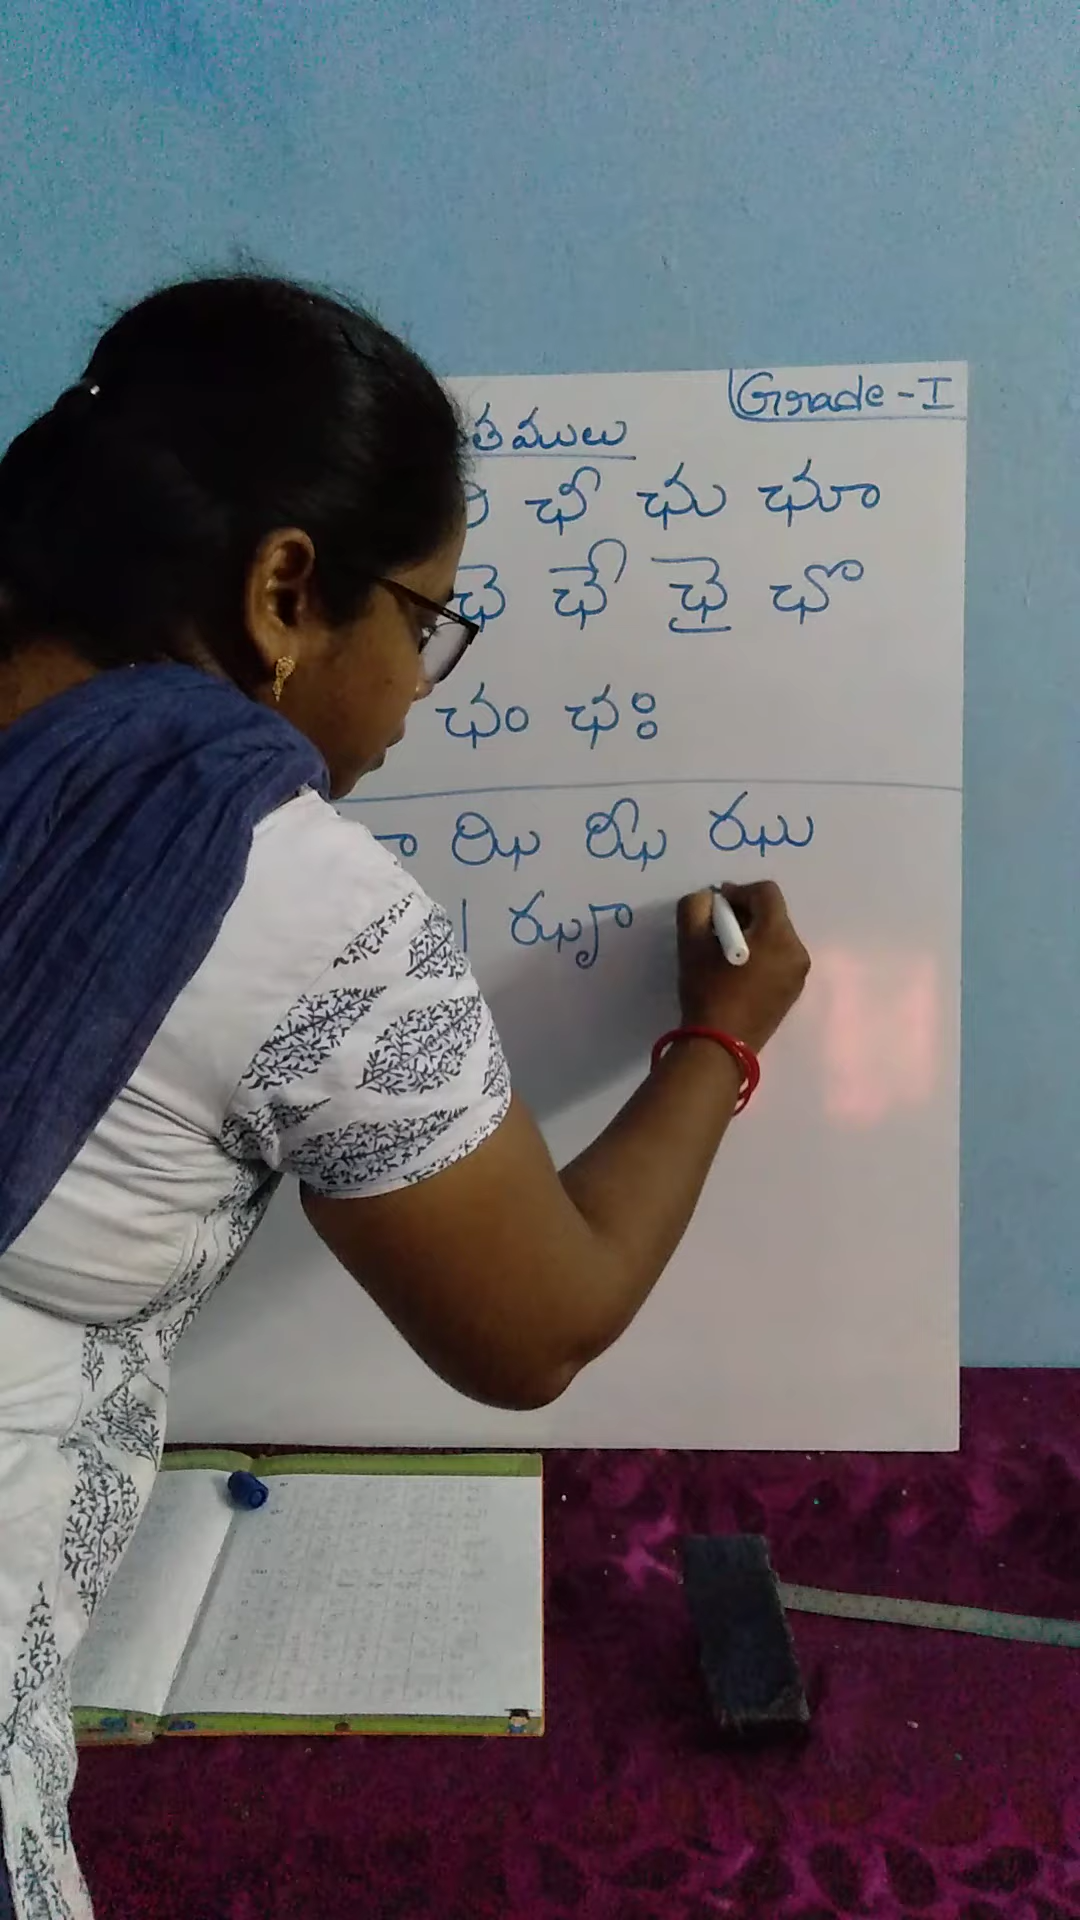 Grade - I
తములు
ఛీ ఛు ఛూ
ఛె ఛే ఛై ఛొ
ఛం ఛః
ఝి ఝీ ఝు
ఝౄ